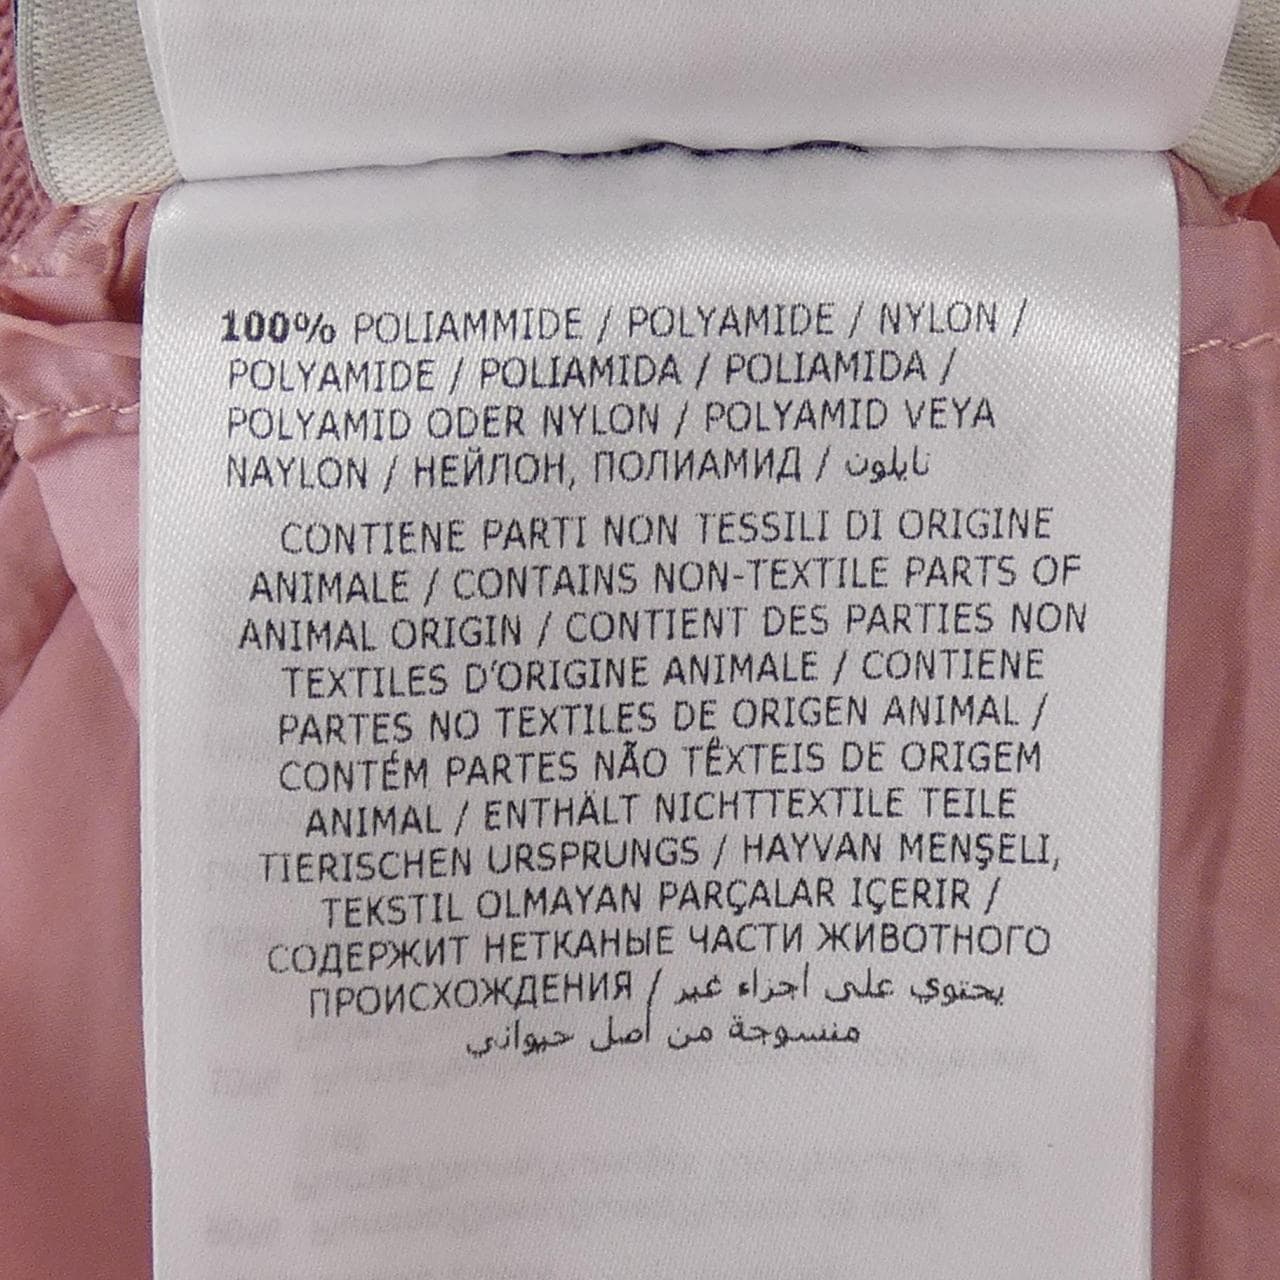 100% POLIAMMIDE / POLYAMIDE / NYLON /
POLYAMIDE / POLIAMIDA / POLIAMIDA /
POLYAMID ODER NYLON / POLYAMID VEYA
NAYLON / НЕЙЛОН, ПОЛИАМИД / نايلون
CONTIENE PARTI NON TESSILI DI ORIGINE
ANIMALE / CONTAINS NON-TEXTILE PARTS OF
ANIMAL ORIGIN / CONTIENT DES PARTIES NON
TEXTILES D'ORIGINE ANIMALE / CONTIENE
PARTES NO TEXTILES DE ORIGEN ANIMAL /
CONTÉM PARTES NÃO TÊXTEIS DE ORIGEM
ANIMAL / ENTHÄLT NICHTTEXTILE TEILE
TIERISCHEN URSPRUNGS / HAYVAN MENŞELI,
TEKSTIL OLMAYAN PARÇALAR IÇERIR /
СОДЕРЖИТ НЕТКАНЫЕ ЧАСТИ ЖИВОТНОГО
ПРОИСХОЖДЕНИЯ / يحتوي على أجزاء غير
منسوجة من أصل حيواني